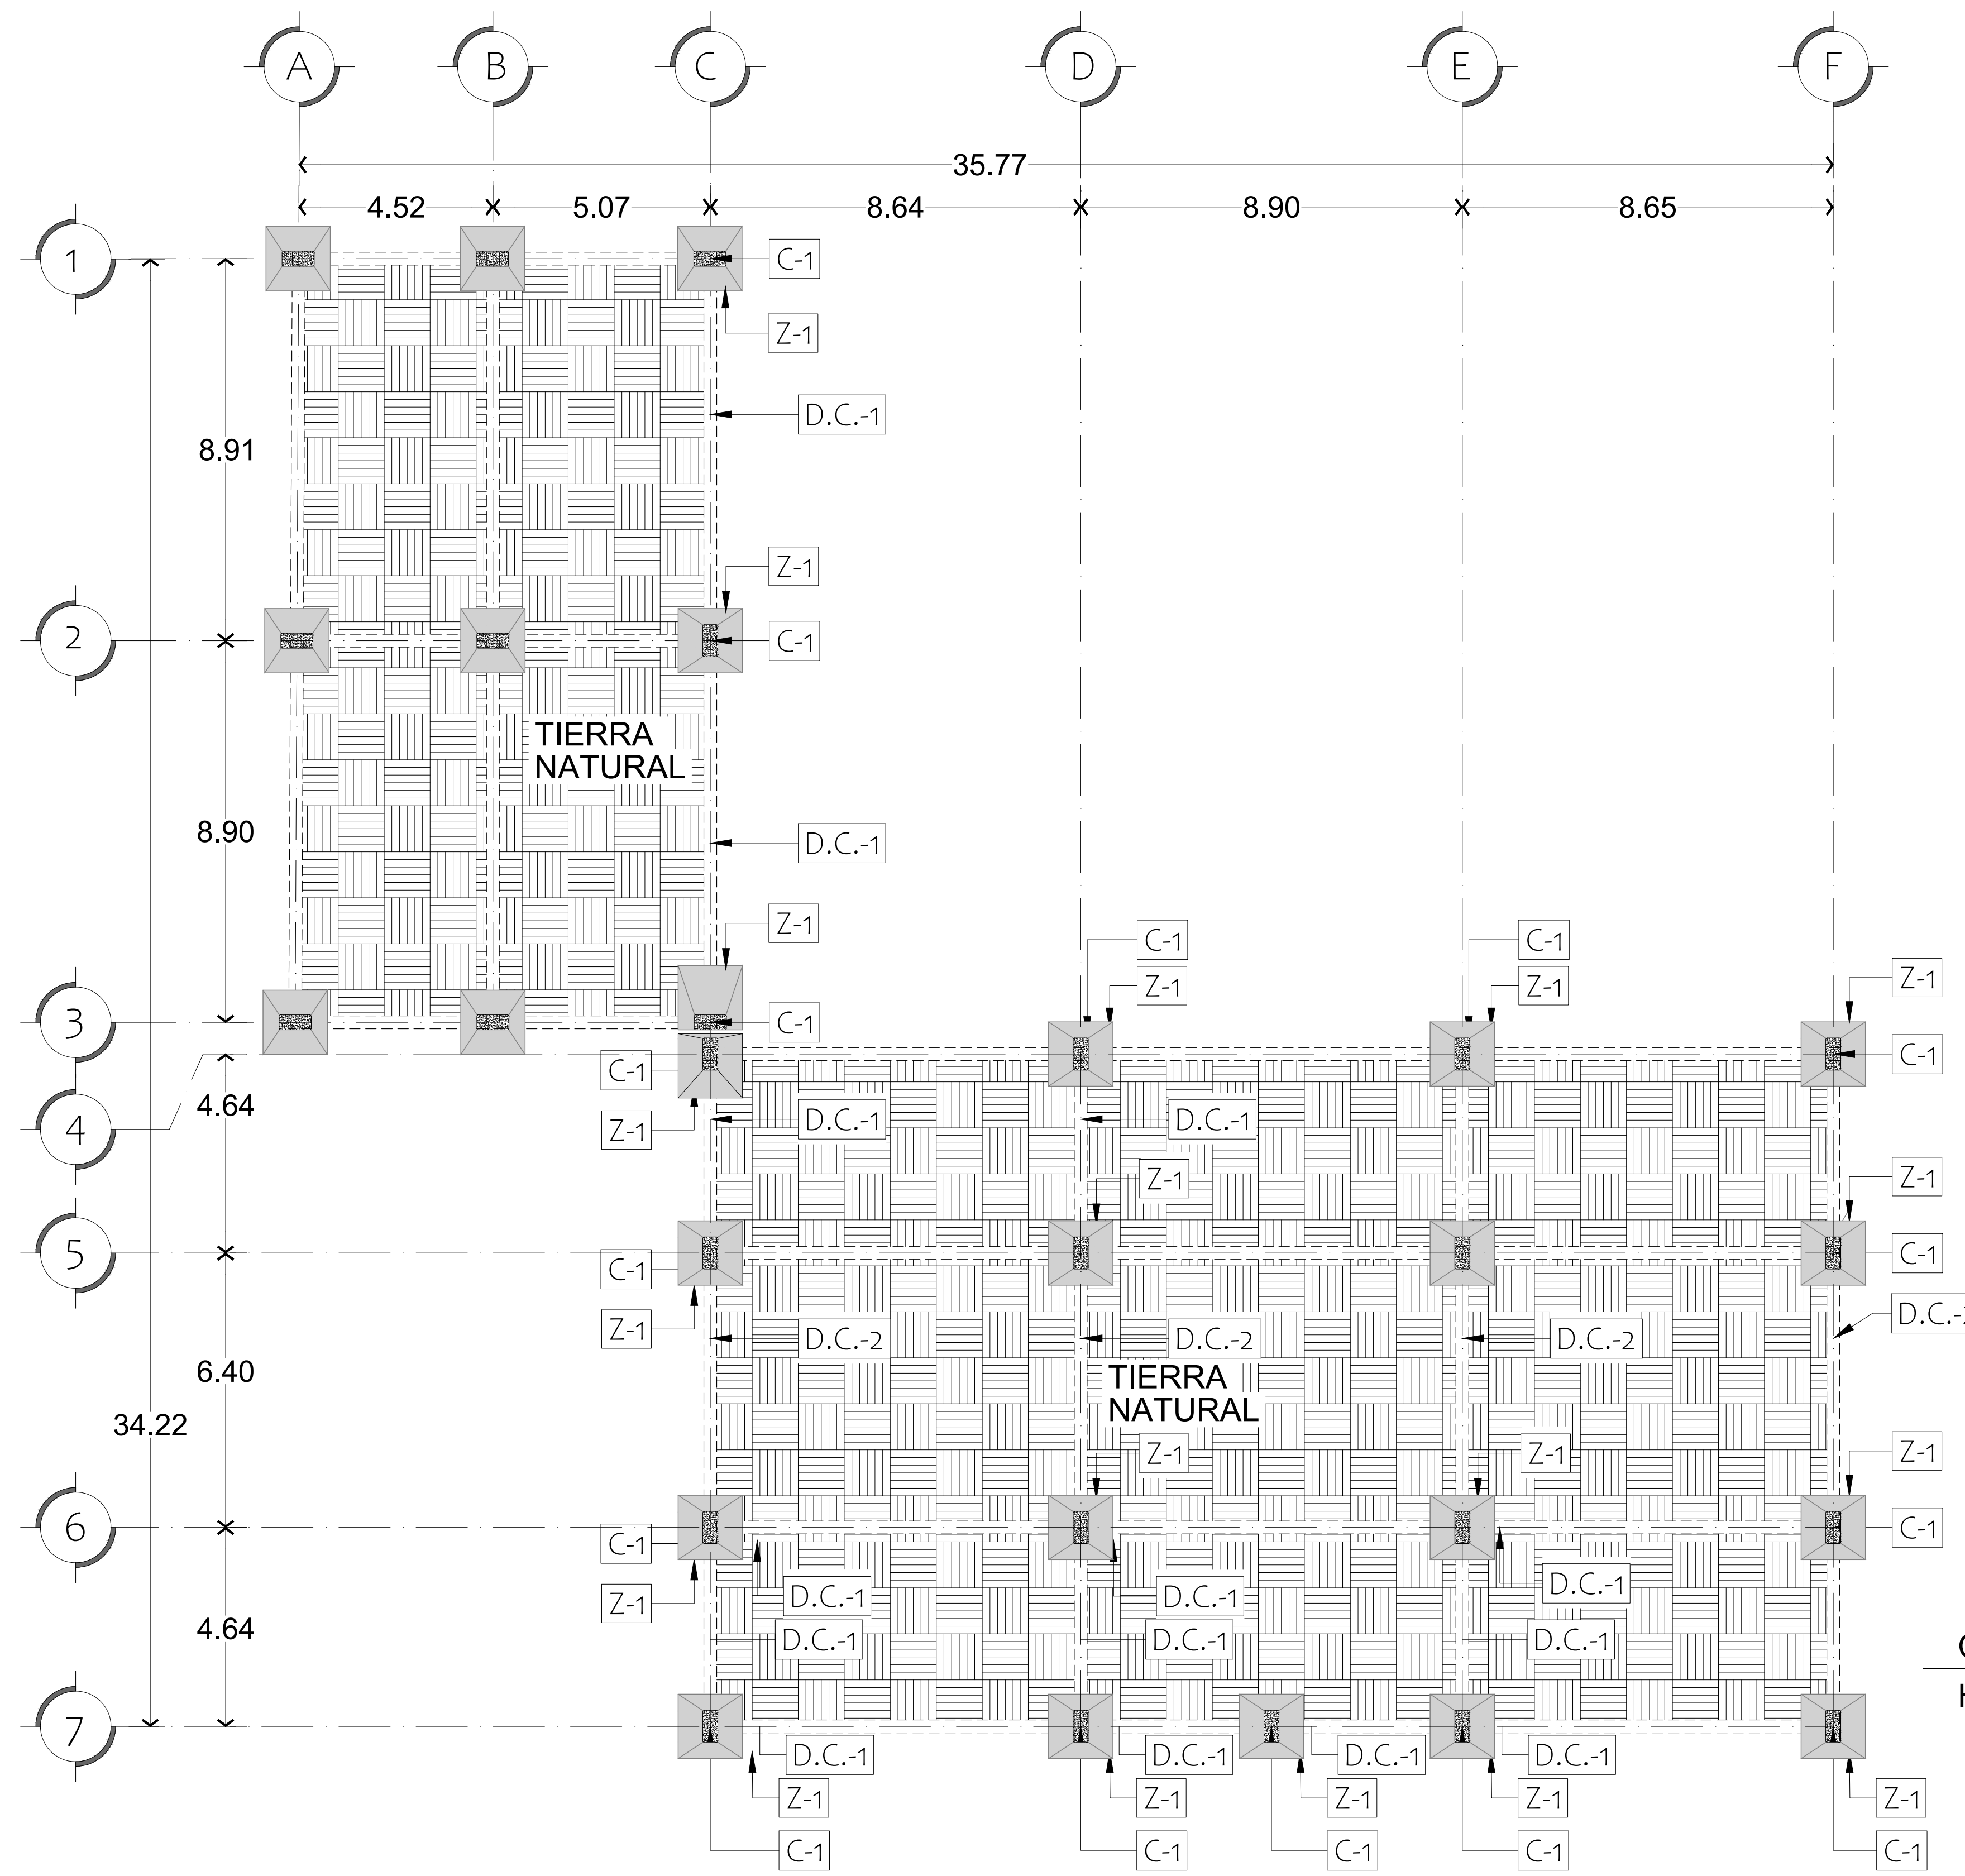 A B C D E F
35.77
4.52 5.07 8.64 8.90 8.65
1
C-1
Z-1
D.C.-1
8.91
Z-1
2
C-1
TIERRA
NATURAL
8.90
D.C.-1
Z-1
C-1 C-1
Z-1 Z-1 Z-1
3
C-1
C-1 C-1
4.64
D.C.-1 D.C.-1
4
Z-1
Z-1 Z-1
5
C-1 C-1
D.C.-2
Z-1
D.C.-2 D.C.-2 D.C.-2
6.40
TIERRA
NATURAL
34.22
Z-1 Z-1 Z-1
6
C-1 C-1
D.C.-1 D.C.-1 D.C.-1
Z-1
4.64
D.C.-1 D.C.-1 D.C.-1
7
D.C.-1 D.C.-1 D.C.-1 D.C.-1
Z-1 Z-1 Z-1 Z-1 Z-1
C-1 C-1 C-1 C-1 C-1